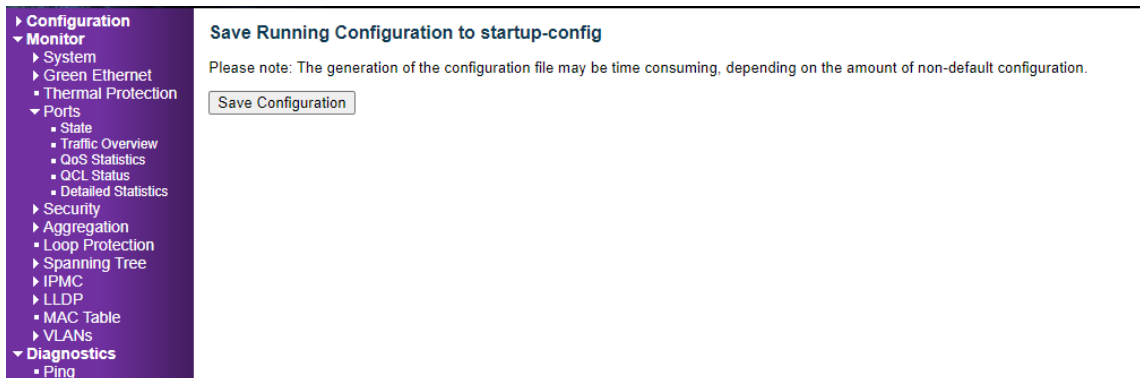 Configuration
Monitor
System
Green Ethernet
Thermal Protection
Ports
State
Traffic Overview
QoS Statistics
QCL Status
Detailed Statistics
Security
Aggregation
Loop Protection
Spanning Tree
IPMC
LLDP
MAC Table
VLANs
Diagnostics
Ping
Save Running Configuration to startup-config
Please note: The generation of the configuration file may be time consuming, depending on the amount of non-default configuration.
Save Configuration